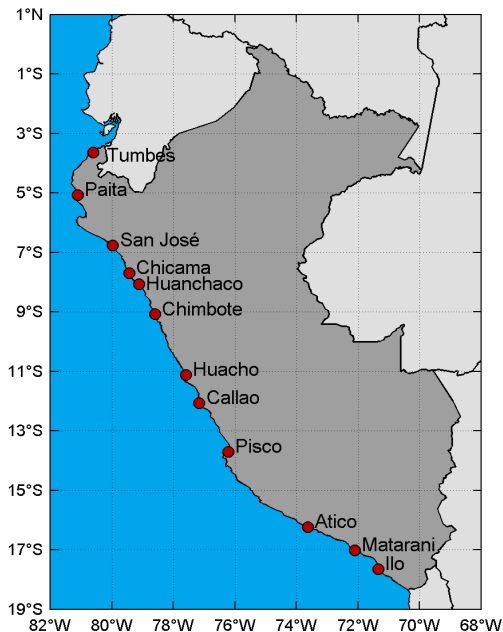 1°N
1°S
3°S
Tumbes
5°S
Paita
San José
7°S
Chicama
Huanchaco
9°S
Chimbote
11°S
Huacho
Callao
13°S
Pisco
15°S
Atico
17°S
Matarani
Ilo
19°S
82°W 80°W 78°W 76°W 74°W 72°W 70°W 68°W